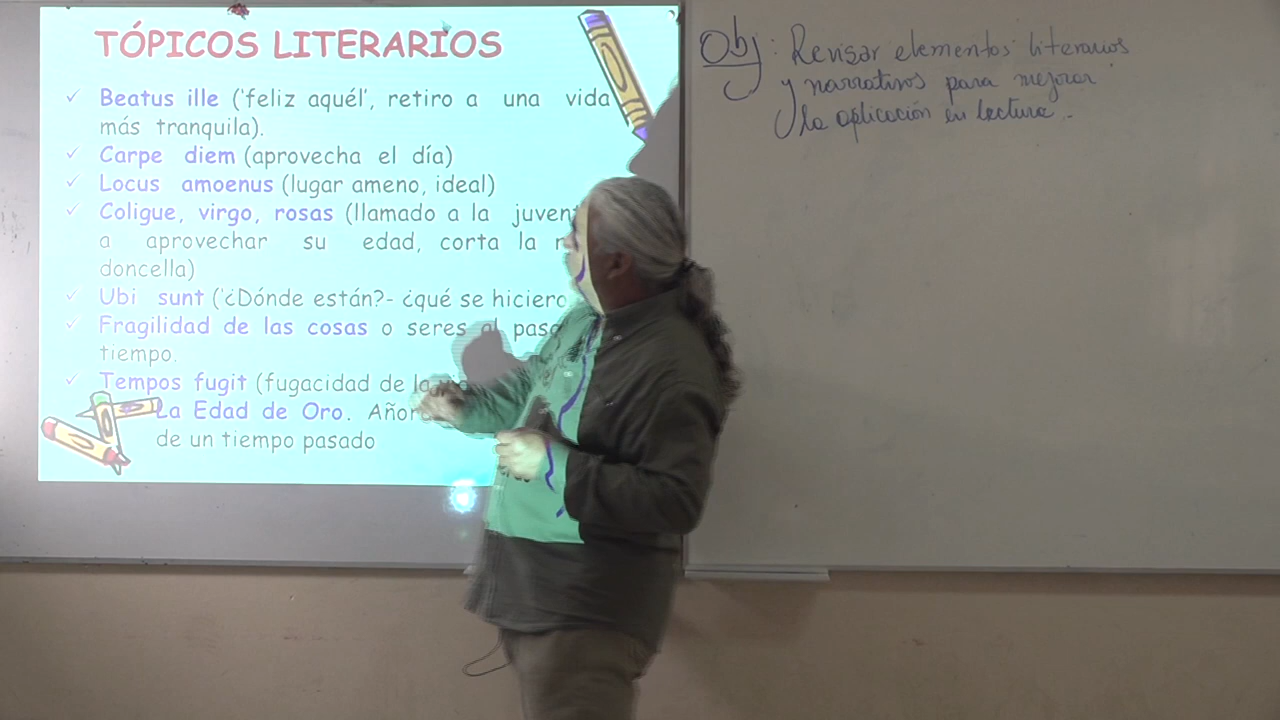 TÓPICOS LITERARIOS
Beatus ille ('feliz aquél', retiro a una vida
más tranquila).
Carpe diem (aprovecha el día)
Locus amoenus (lugar ameno, ideal)
Coligue, virgo, rosas (llamado a la juvent
a aprovechar su edad, corta la r
doncella)
Ubi sunt ('¿Dónde están?- ¿qué se hiciero
Fragilidad de las cosas o seres al paso
tiempo.
Tempos fugit (fugacidad de la
La Edad de Oro. Añor
de un tiempo pasado
Obj: Revisar elementos literarios
y narrativos para mejorar
la aplicación en lectura.-